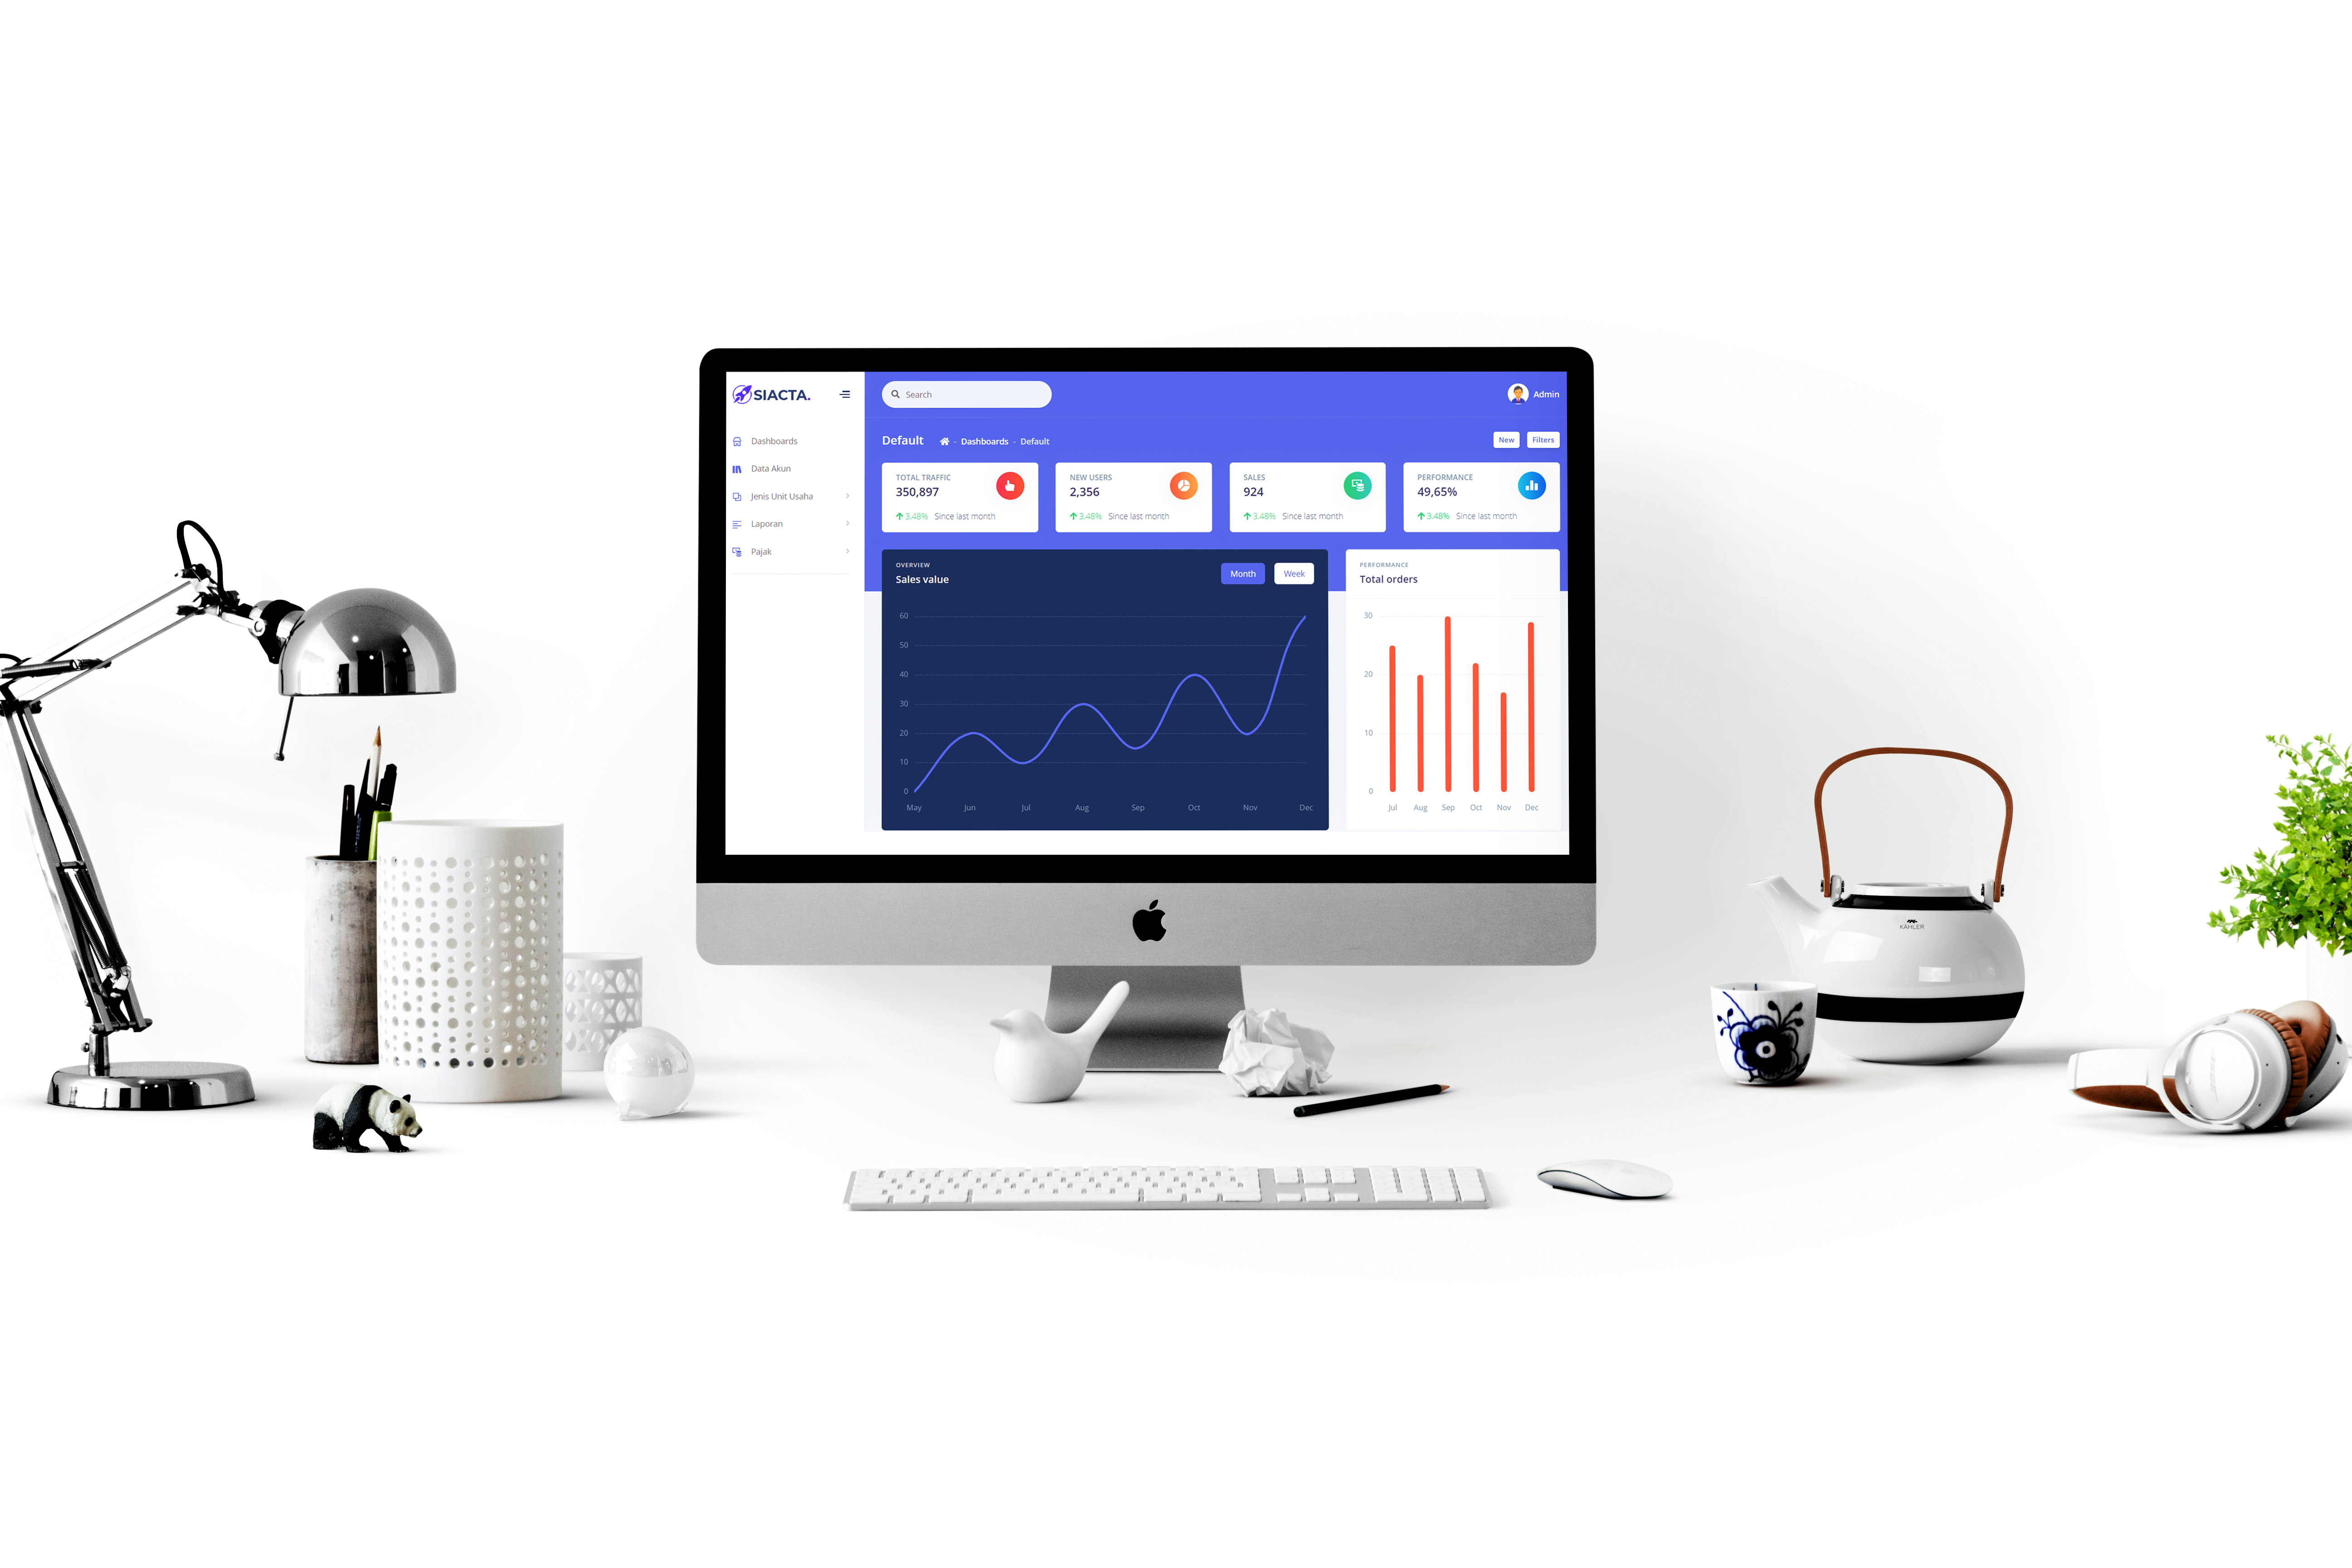 SIACTA.
Search
Admin
Dashboards
Data Akun
Jenis Unit Usaha
Laporan
Pajak
Default
- Dashboards - Default
New
Filters
TOTAL TRAFFIC
350,897
3.48% Since last month
NEW USERS
2,356
3.48% Since last month
SALES
924
3.48% Since last month
PERFORMANCE
49,65%
3.48% Since last month
OVERVIEW
Sales value
Month
Week
60
50
40
30
20
10
0
May Jun Jul Aug Sep Oct Nov Dec
PERFORMANCE
Total orders
30
20
10
0
Jul Aug Sep Oct Nov Dec
KÄHLER